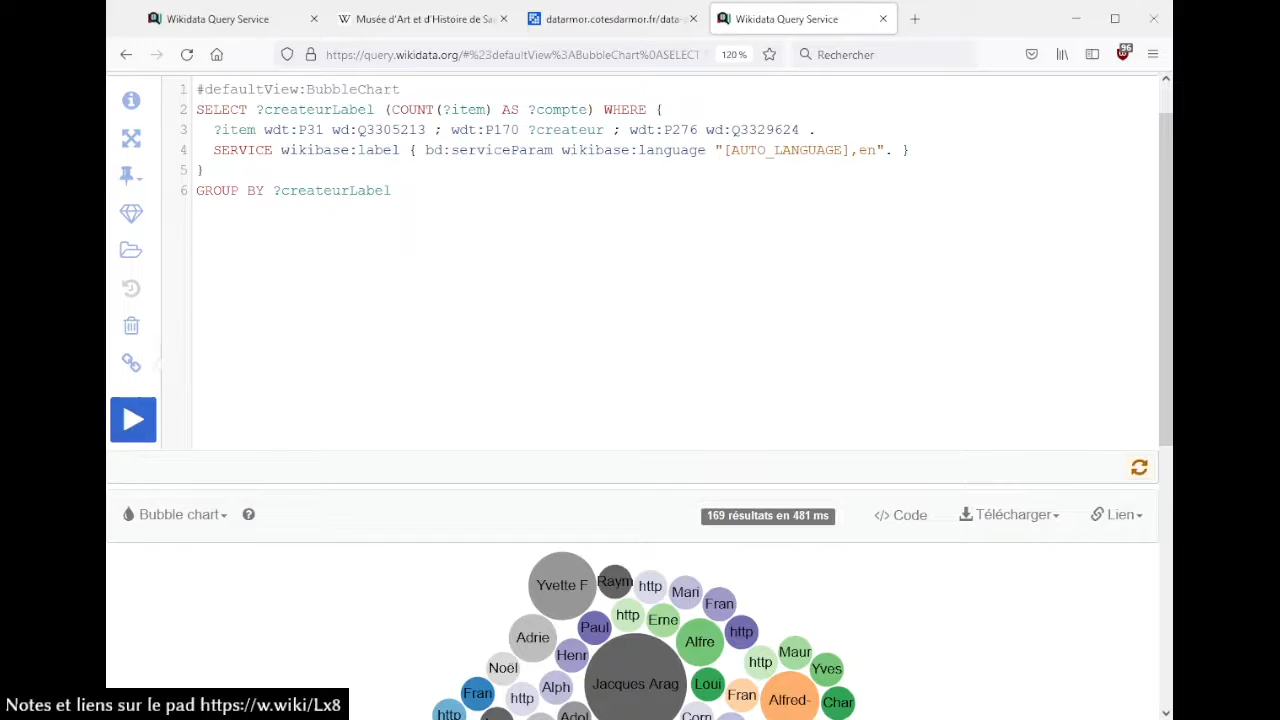 Wikidata Query Service
Musée d'Art et d'Histoire de Sai
datarmor.cotesdarmor.fr/data-
Wikidata Query Service
https://query.wikidata.org/#%23defaultView%3ABubbleChart%0ASELECT
120 %
Rechercher
96
1 #defaultView:BubbleChart
2 SELECT ?createurLabel (COUNT(?item) AS ?compte) WHERE {
3 ?item wdt:P31 wd:Q3305213 ; wdt:P170 ?createur ; wdt:P276 wd:Q3329624 .
4 SERVICE wikibase:label { bd:serviceParam wikibase:language "[AUTO_LANGUAGE],en". }
5 }
6 GROUP BY ?createurLabel
Bubble chart
169 résultats en 481 ms
</> Code
Télécharger
Lien
Yvette F
Raym
http
Mari
Fran
http
Erne
Paul
http
Adrie
Alfre
Henr
Maur
http
Noël
Yves
Jacques Arag
Alph
Loui
Fran
Fran
http
Alfred-
Char
http
Adol
Corn
Notes et liens sur le pad https://w.wiki/Lx8